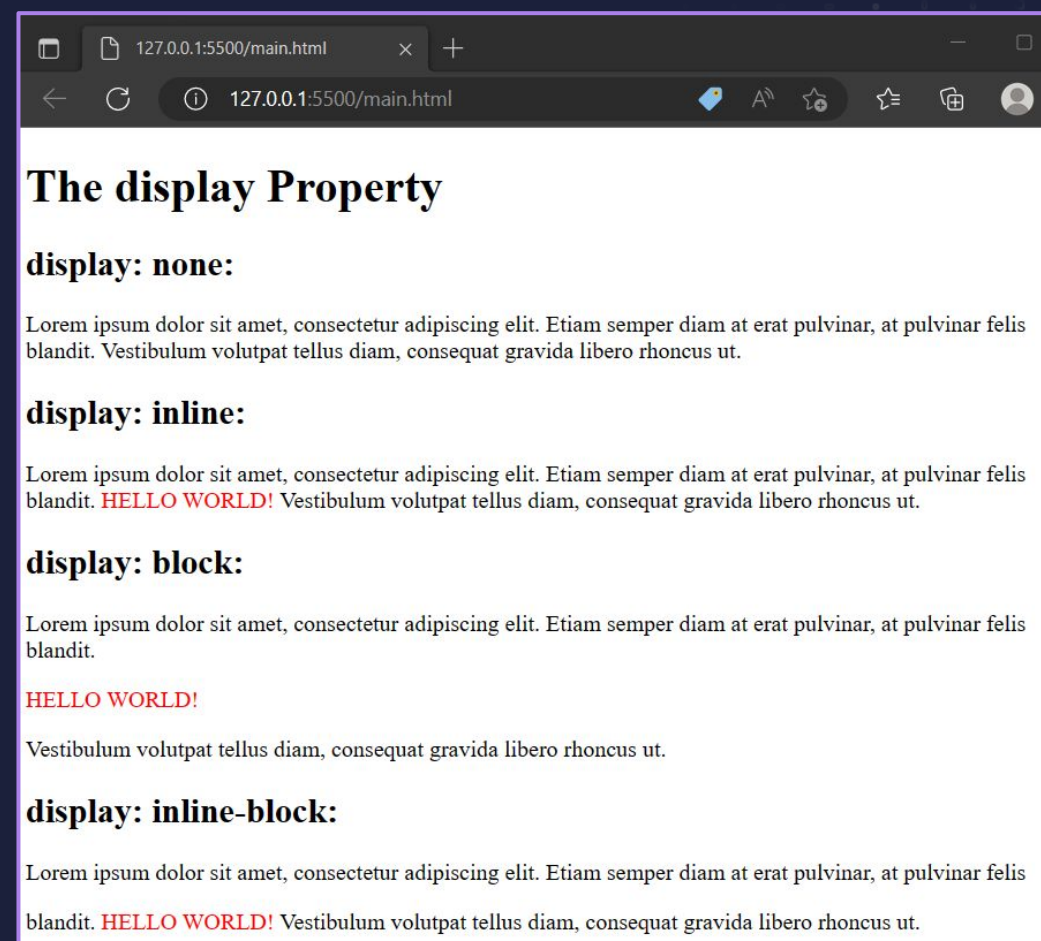 127.0.0.1:5500/main.html
127.0.0.1:5500/main.html
The display Property
display: none:
Lorem ipsum dolor sit amet, consectetur adipiscing elit. Etiam semper diam at erat pulvinar, at pulvinar felis
blandit. Vestibulum volutpat tellus diam, consequat gravida libero rhoncus ut.
display: inline:
Lorem ipsum dolor sit amet, consectetur adipiscing elit. Etiam semper diam at erat pulvinar, at pulvinar felis
blandit. HELLO WORLD! Vestibulum volutpat tellus diam, consequat gravida libero rhoncus ut.
display: block:
Lorem ipsum dolor sit amet, consectetur adipiscing elit. Etiam semper diam at erat pulvinar, at pulvinar felis
blandit.
HELLO WORLD!
Vestibulum volutpat tellus diam, consequat gravida libero rhoncus ut.
display: inline-block:
Lorem ipsum dolor sit amet, consectetur adipiscing elit. Etiam semper diam at erat pulvinar, at pulvinar felis
blandit. HELLO WORLD! Vestibulum volutpat tellus diam, consequat gravida libero rhoncus ut.